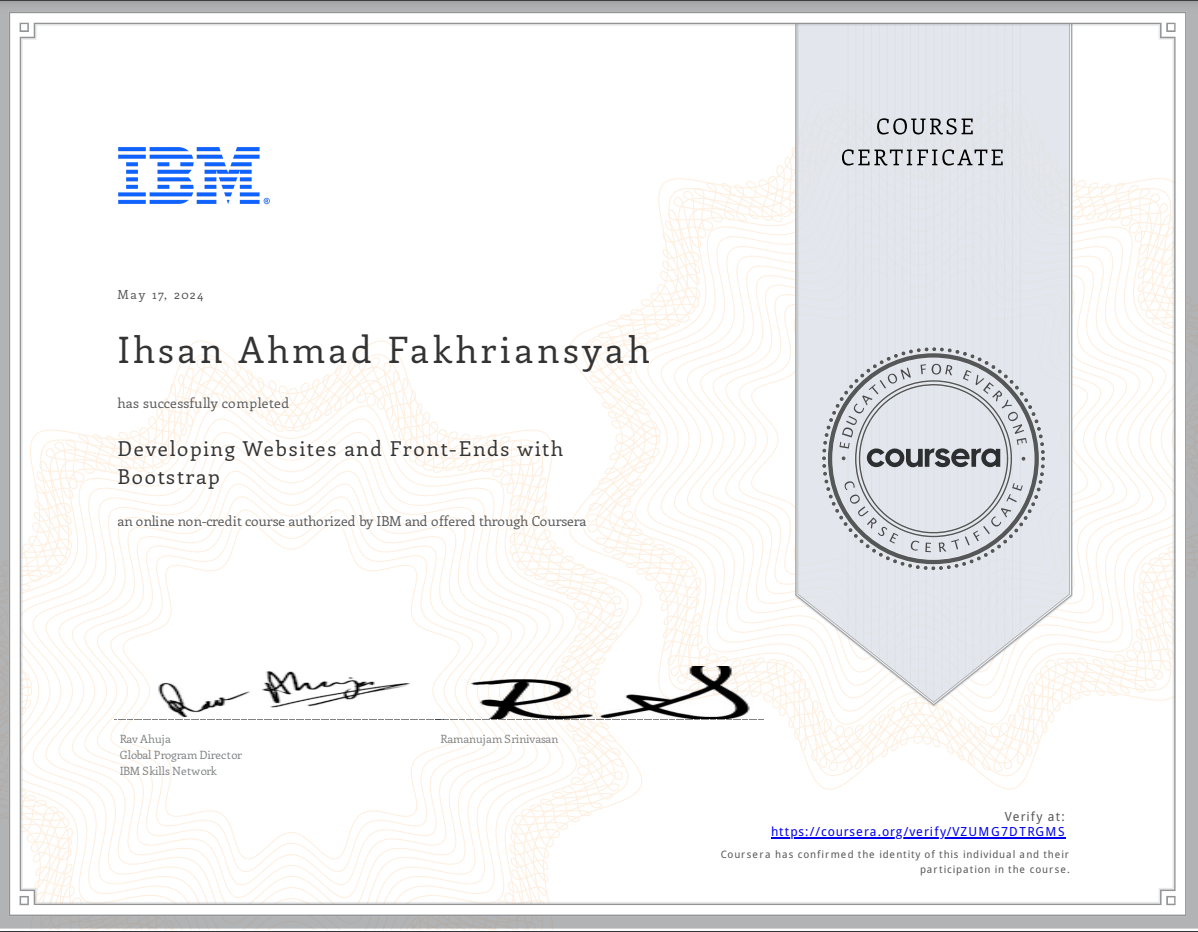 COURSE
CERTIFICATE
IBM®
May 17, 2024
Ihsan Ahmad Fakhriansyah
has successfully completed
Developing Websites and Front-Ends with
Bootstrap
an online non-credit course authorized by IBM and offered through Coursera
EDUCATION FOR EVERYONE
coursera
COURSE CERTIFICATE
Rav Ahuja
Rav Ahuja
Global Program Director
IBM Skills Network
R S
Ramanujam Srinivasan
Verify at:
https://coursera.org/verify/VZUMG7DTRGMS
Coursera has confirmed the identity of this individual and their
participation in the course.